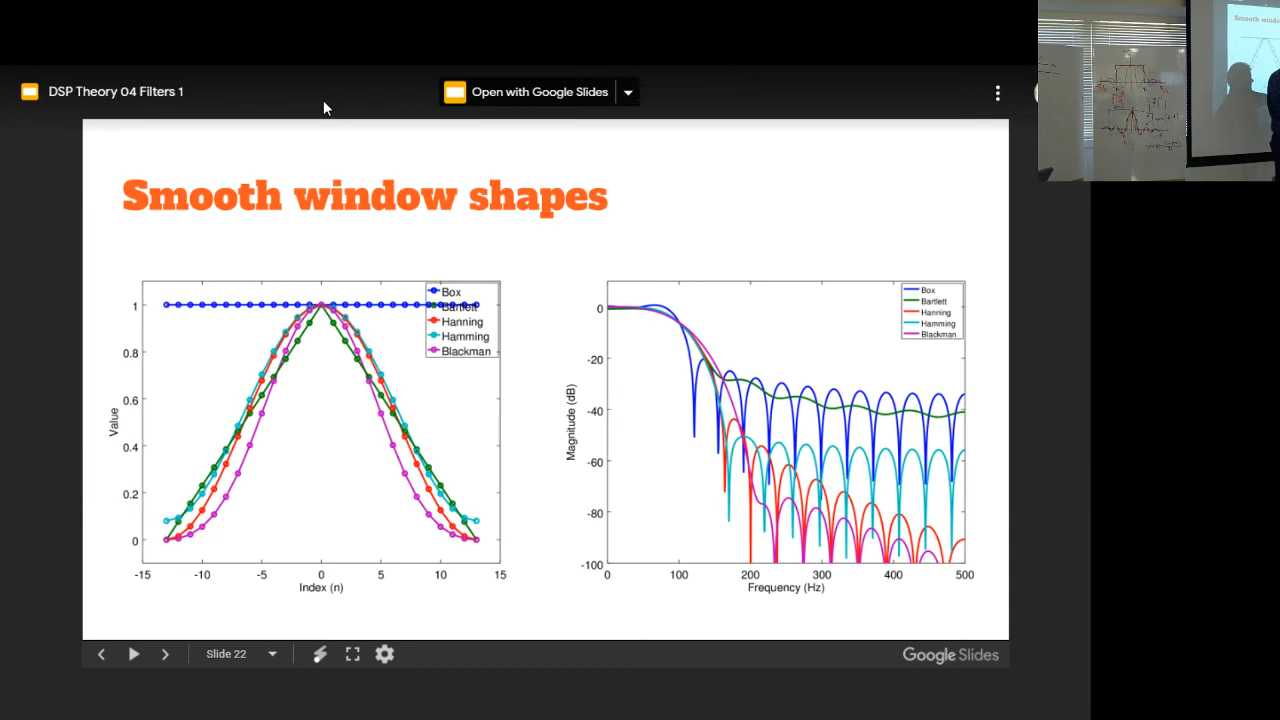 DSP Theory 04 Filters 1
Open with Google Slides
Smooth window
Smooth window shapes
Box
Bartlett
Hanning
Hamming
Blackman
1
0.8
0.6
0.4
0.2
0
Value
-15 -10 -5 0 5 10 15
Index (n)
Box
Bartlett
Hanning
Hamming
Blackman
0
-20
-40
-60
-80
-100
Magnitude (dB)
0 100 200 300 400 500
Frequency (Hz)
Slide 22
Google Slides